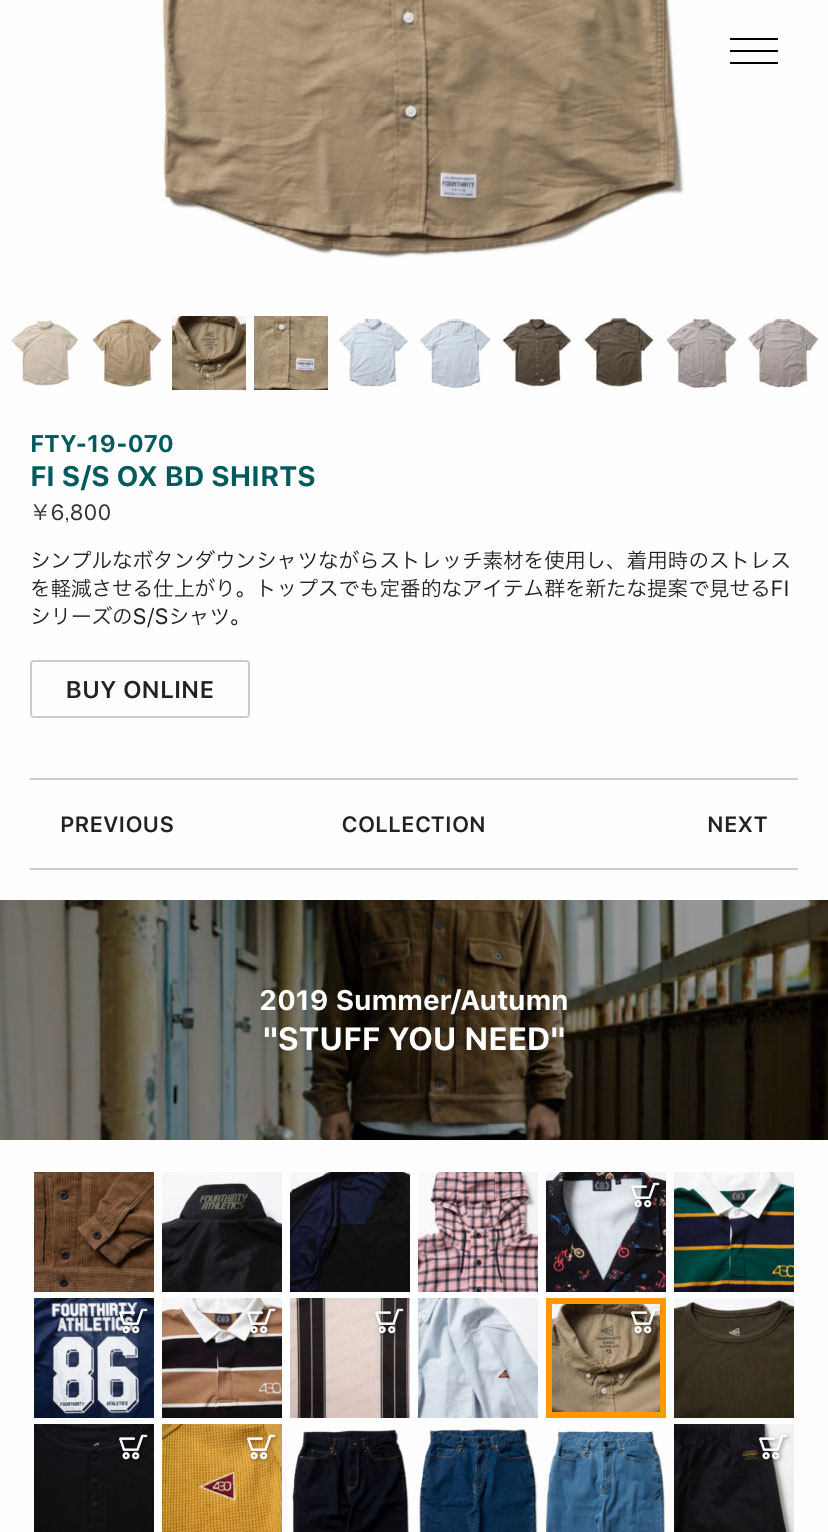 FOURTHIRTY
FTY-19-070
FI S/S OX BD SHIRTS
￥6,800
シンプルなボタンダウンシャツながらストレッチ素材を使用し、着用時のストレス
を軽減させる仕上がり。トップスでも定番的なアイテム群を新たな提案で見せるFI
シリーズのS/Sシャツ。
BUY ONLINE
PREVIOUS
COLLECTION
NEXT
2019 Summer/Autumn
"STUFF YOU NEED"
FOURTHIRTY
ATHLETICS
430
FOURTHIRTY
86
FOURTHIRTY
ATHLETICS
430
430